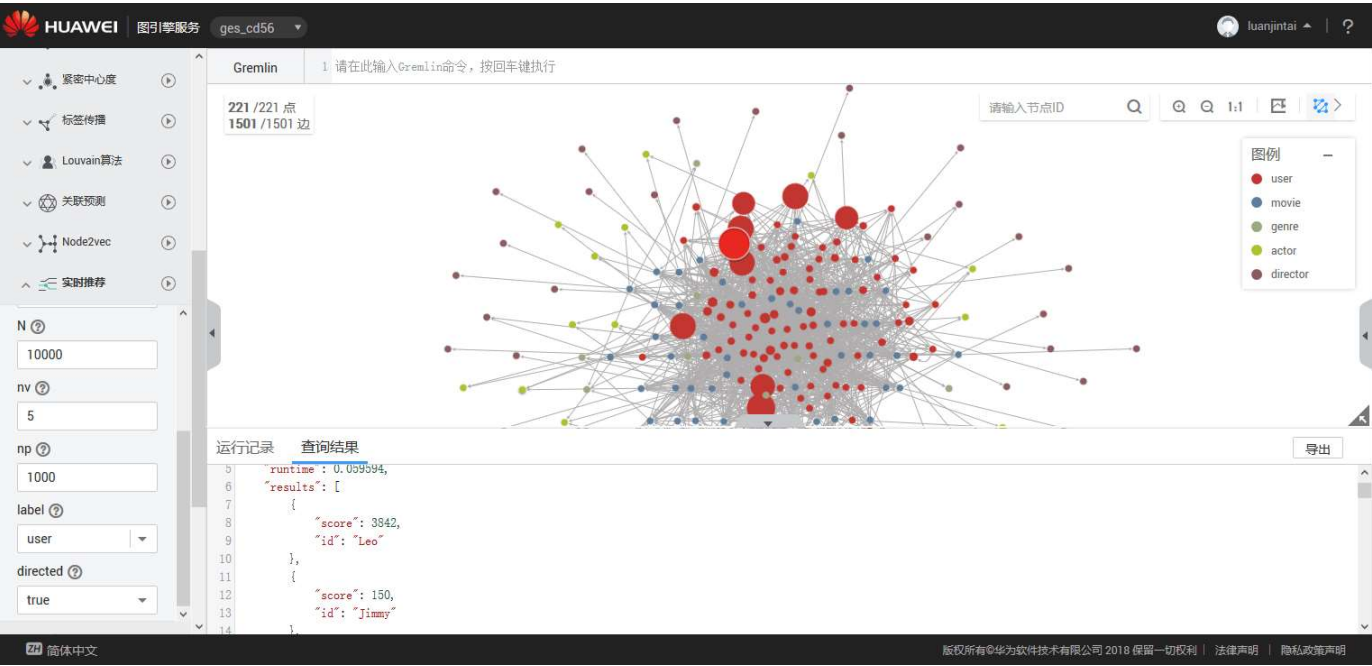 HUAWEI 图引擎服务 ges_cd56 luanjintai ?
紧密中心度
标签传播
Louvain算法
关联预测
Node2vec
实时推荐
N ?
10000
nv ?
5
np ?
1000
label ?
user
directed ?
true
Gremlin 1 请在此输入Gremlin命令，按回车键执行
221 /221 点
1501 /1501 边
请输入节点ID 1:1
图例 −
user
movie
genre
actor
director
运行记录 查询结果 导出
5 "runtime": 0.059594,
6 "results": [
7 {
8 "score": 3842,
9 "id": "Leo"
10 },
11 {
12 "score": 150,
13 "id": "Jimmy"
14 },
ZH 简体中文 版权所有©华为软件技术有限公司 2018 保留一切权利 | 法律声明 | 隐私政策声明